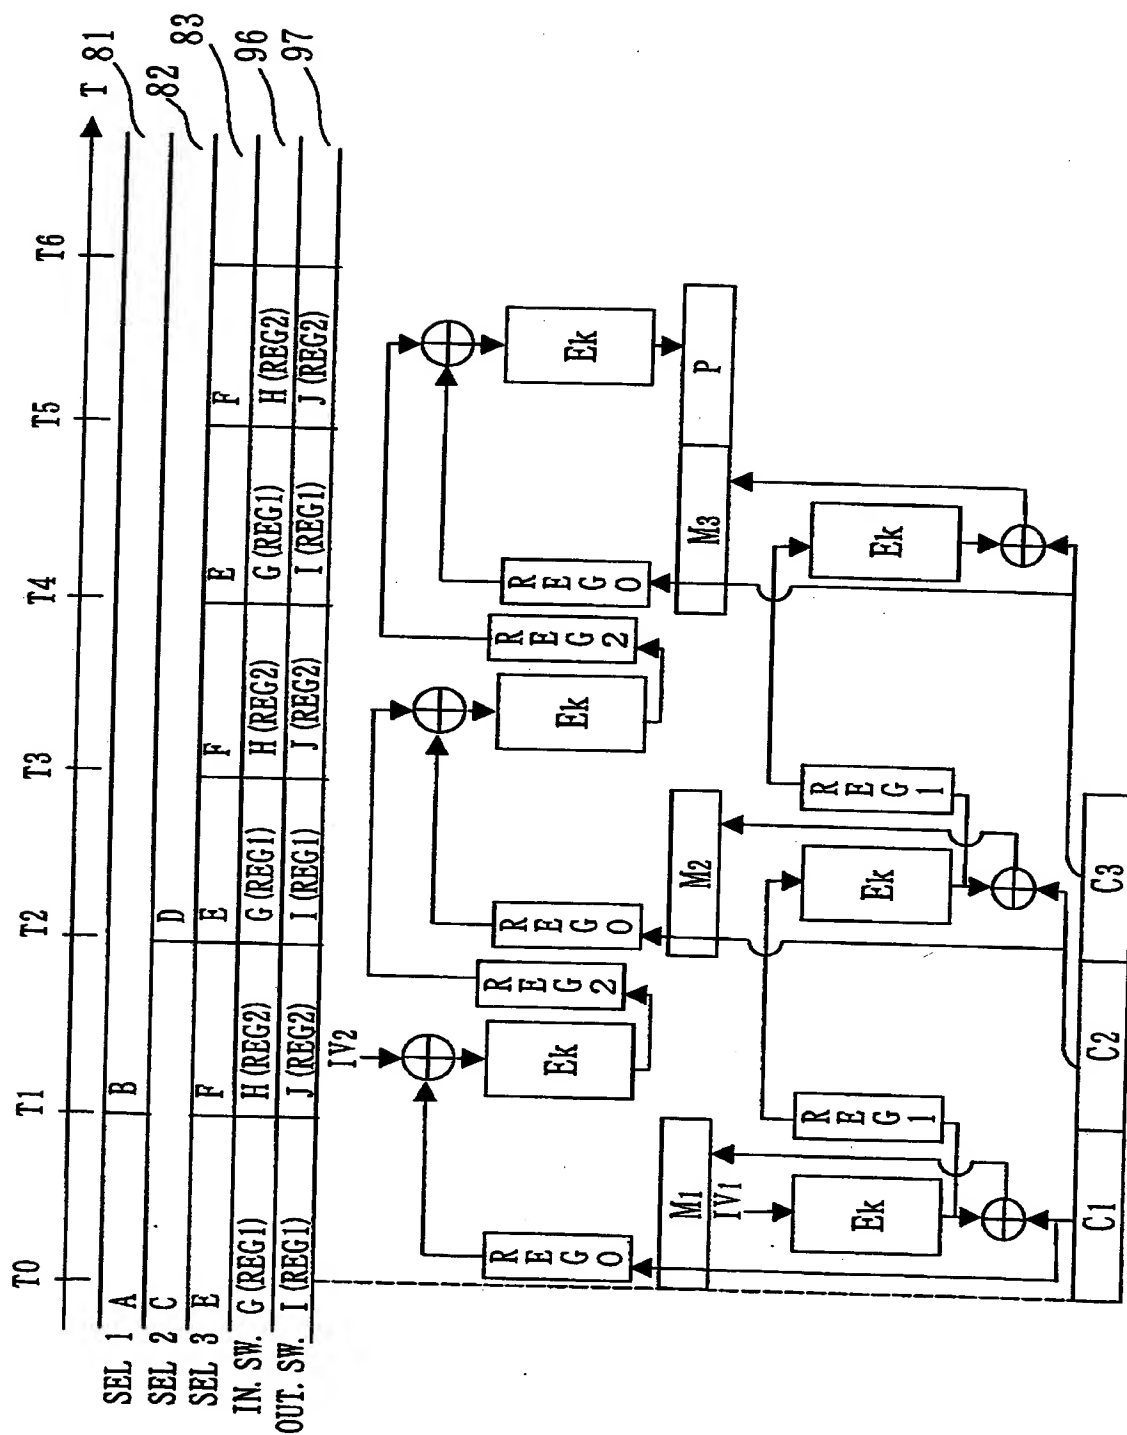 T0 T1 T2 T3 T4 T5 T6 T
SEL 1 A B 81
SEL 2 C D 82
SEL 3 E F E F E F 83
IN. SW. G (REG1) H (REG2) G (REG1) H (REG2) G (REG1) H (REG2) 96
OUT. SW. I (REG1) J (REG2) I (REG1) J (REG2) I (REG1) J (REG2) 97
IV2
Ek Ek Ek
REG0 REG2 REG0 REG2 REG0
M1 M2 M3 P
IV1
REG1 REG1
Ek Ek Ek
C1 C2 C3